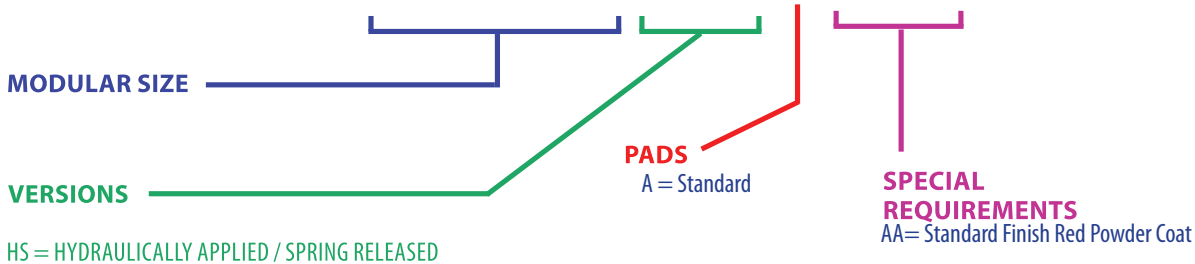 MODULAR SIZE
PADS
A = Standard
VERSIONS
SPECIAL
REQUIREMENTS
AA= Standard Finish Red Powder Coat
HS = HYDRAULICALLY APPLIED / SPRING RELEASED